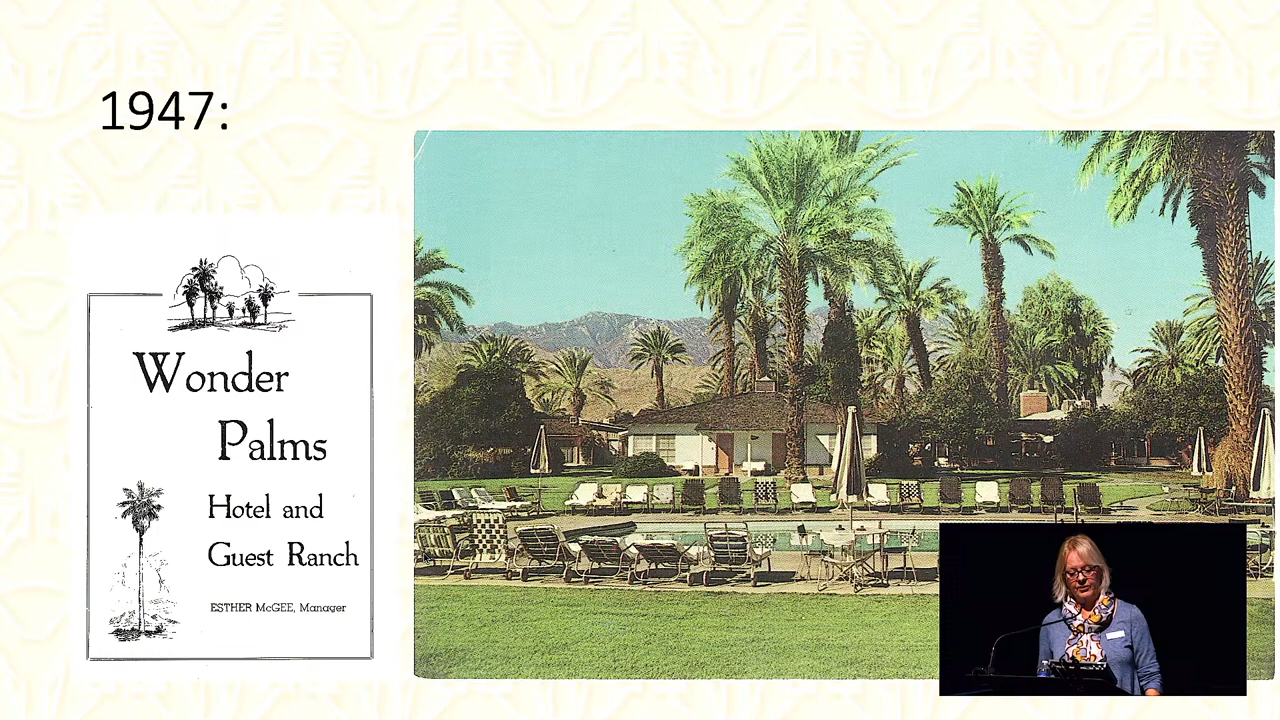 1947:
Wonder
Palms
Hotel and
Guest Ranch
ESTHER McGEE, Manager